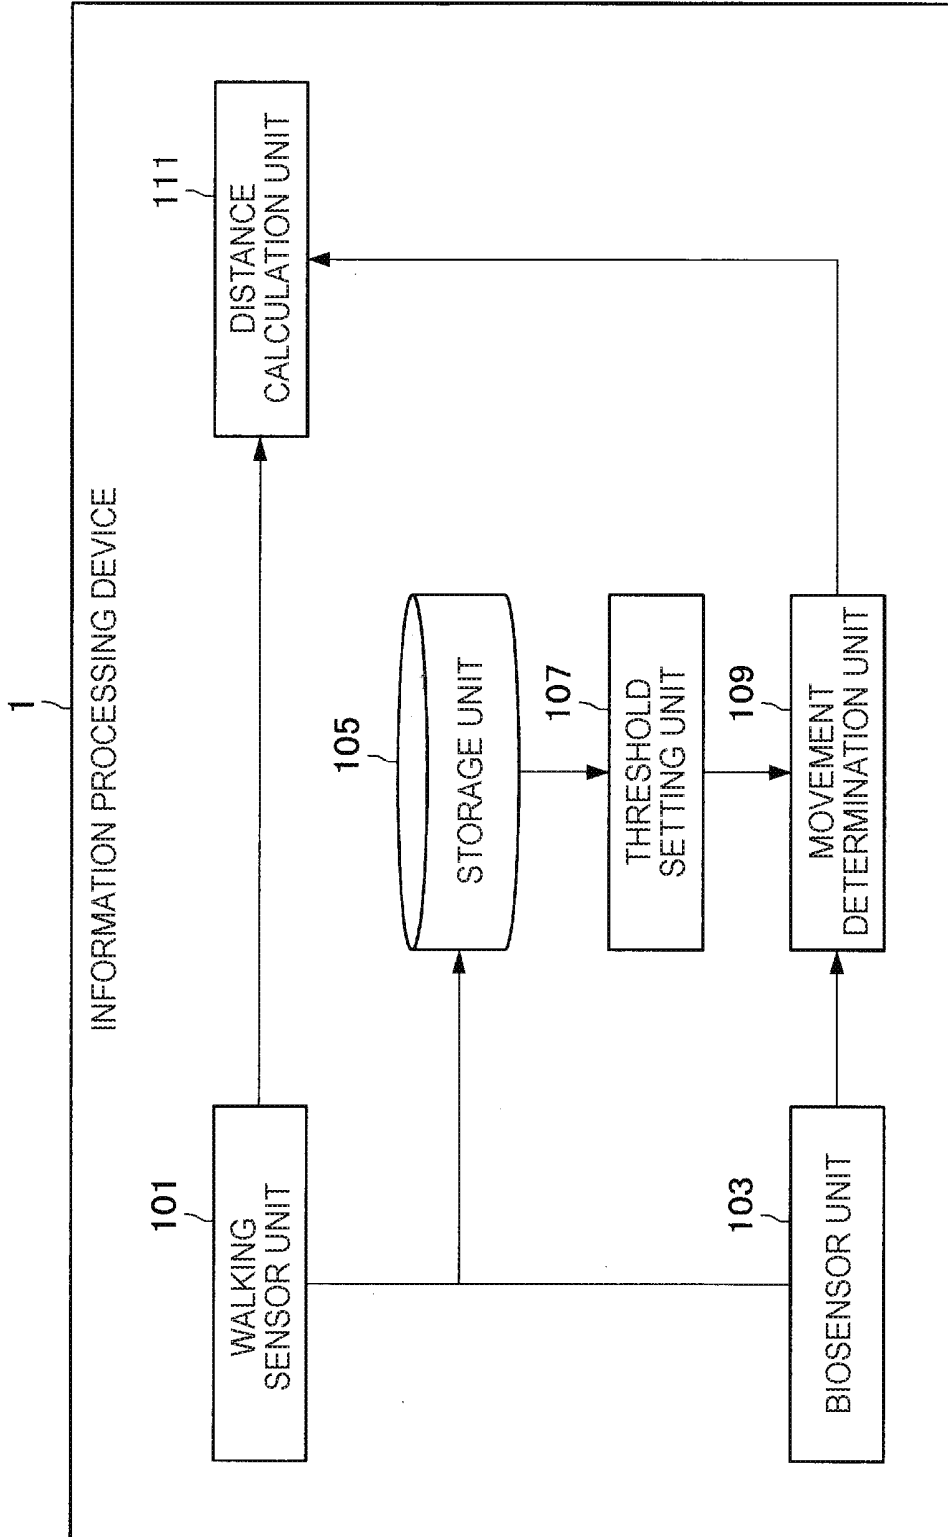 1
INFORMATION PROCESSING DEVICE
101
WALKING
SENSOR UNIT
111
DISTANCE
CALCULATION UNIT
105
STORAGE UNIT
107
THRESHOLD
SETTING UNIT
103
BIOSENSOR UNIT
109
MOVEMENT
DETERMINATION UNIT